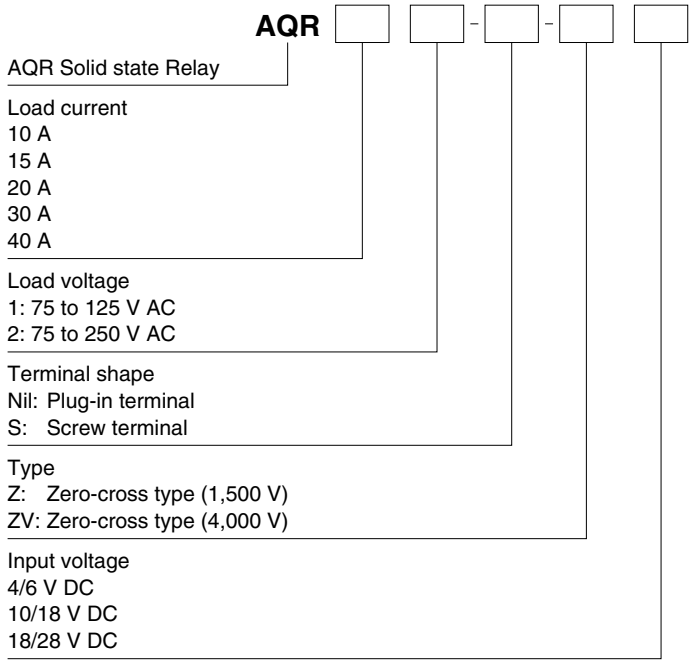 AQR - -
AQR Solid state Relay
Load current
10 A
15 A
20 A
30 A
40 A
Load voltage
1: 75 to 125 V AC
2: 75 to 250 V AC
Terminal shape
Nil: Plug-in terminal
S: Screw terminal
Type
Z: Zero-cross type (1,500 V)
ZV: Zero-cross type (4,000 V)
Input voltage
4/6 V DC
10/18 V DC
18/28 V DC